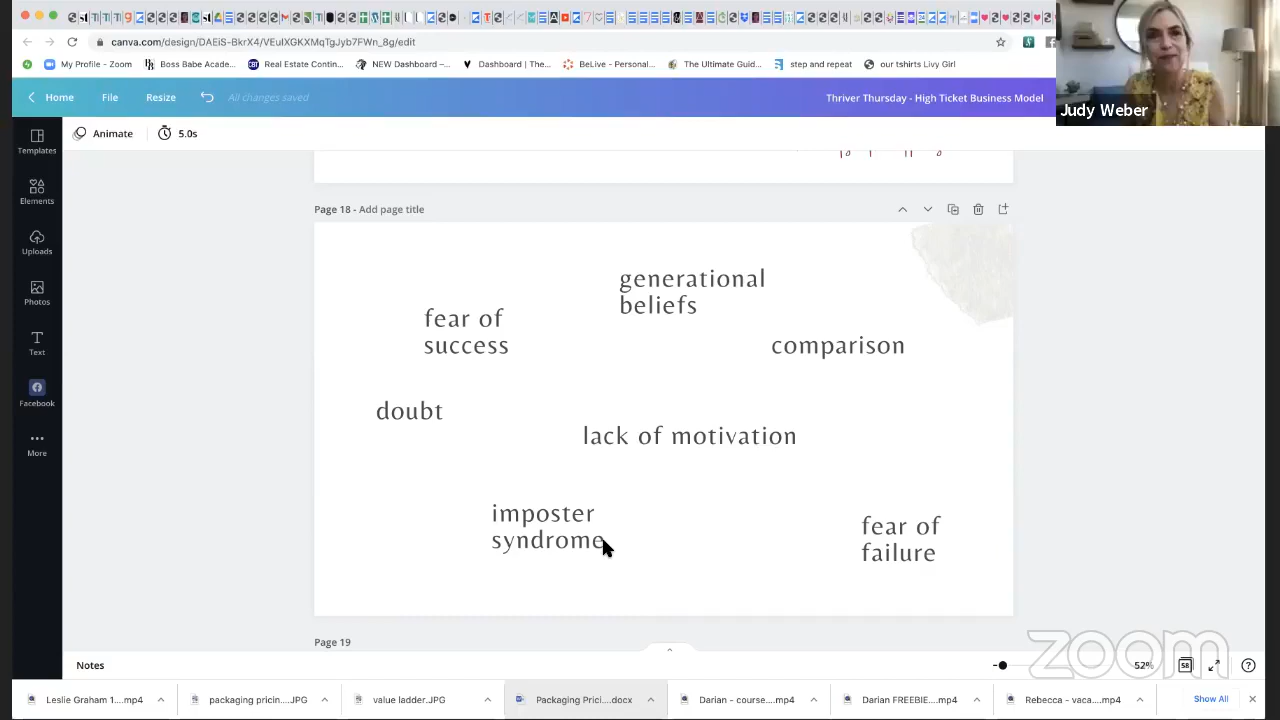 canva.com/design/DAEiS-BkrX4/VEulXGKXMqTgJyb7FWn_8g/edit
My Profile - Zoom
Boss Babe Acade...
Real Estate Contin...
NEW Dashboard –...
Dashboard | The...
BeLive - Personal...
The Ultimate Guid...
step and repeat
our tshirts Livy Girl
Judy Weber
Home
File
Resize
All changes saved
Thriver Thursday - High Ticket Business Model
Templates
Elements
Uploads
Photos
Text
Facebook
More
Animate
5.0s
Page 18 - Add page title
generational
beliefs
fear of
success
comparison
doubt
lack of motivation
imposter
syndrome
fear of
failure
Page 19
zoom
Notes
52%
58
Leslie Graham 1....mp4
packaging pricin....JPG
value ladder.JPG
Packaging Prici....docx
Darian - course....mp4
Darian FREEBIE....mp4
Rebecca - vaca....mp4
Show All